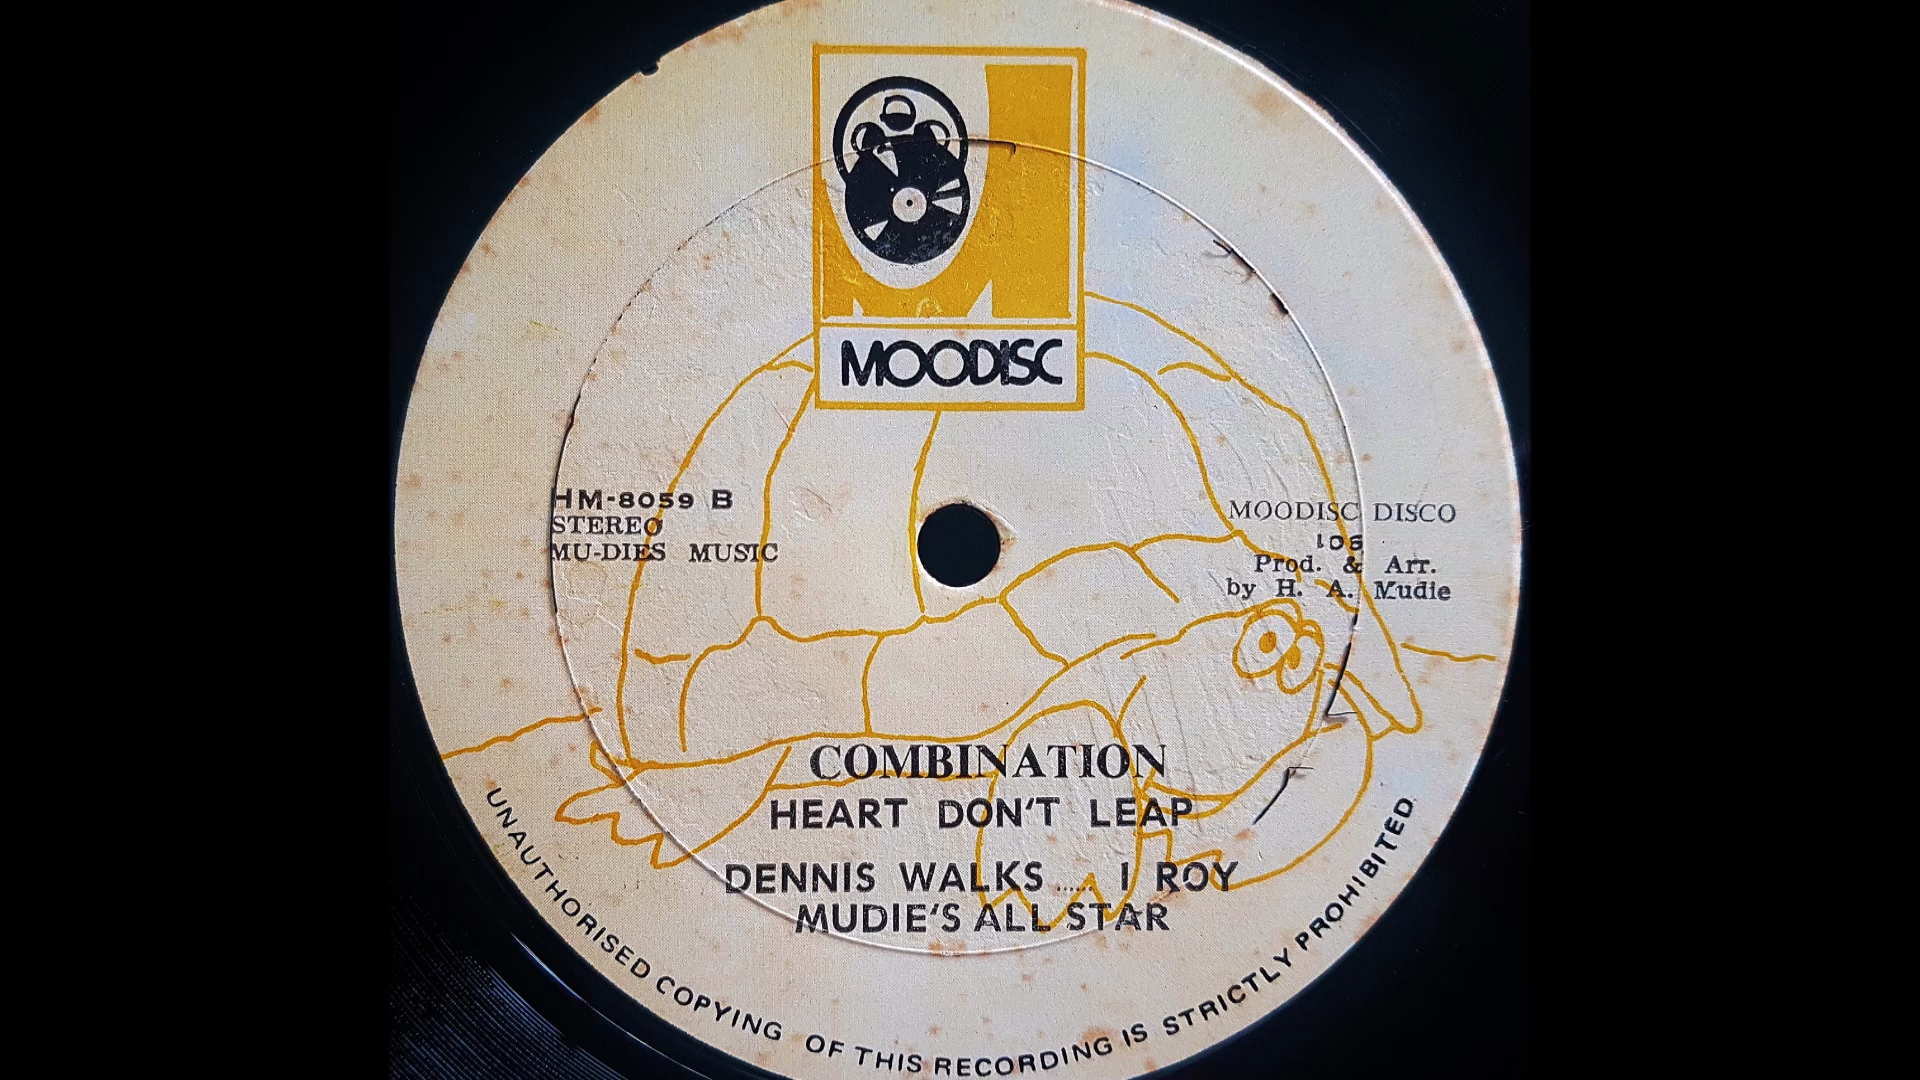 MOODISC
HM-8059 B
STEREO
MU-DIES MUSIC
MOODISC DISCO
106
Prod. & Arr.
by H. A. Mudie
COMBINATION
HEART DON'T LEAP
DENNIS WALKS ..... I ROY
MUDIE'S ALL STAR
UNAUTHORISED COPYING OF THIS RECORDING IS STRICTLY PROHIBITED.